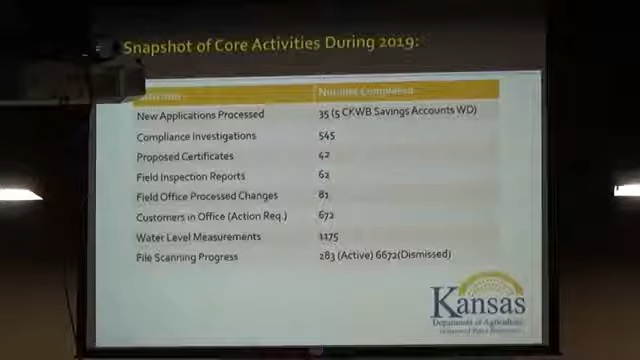 Snapshot of Core Activities During 2019:
Number Completed
New Applications Processed 35 (5 CKWB Savings Accounts WD)
Compliance Investigations 545
Proposed Certificates 42
Field Inspection Reports 62
Field Office Processed Changes 81
Customers in Office (Action Req.) 672
Water Level Measurements 1175
File Scanning Progress 283 (Active) 6672(Dismissed)
Kansas
Department of Agriculture